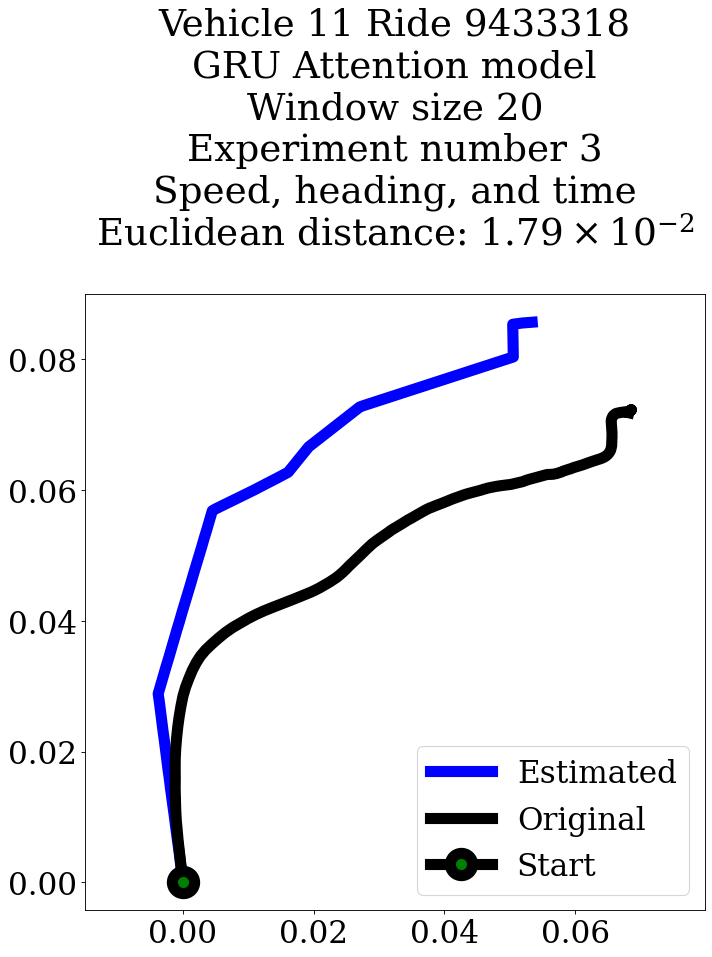 Vehicle 11 Ride 9433318
GRU Attention model
Window size 20
Experiment number 3
Speed, heading, and time
Euclidean distance: 1.79 × 10⁻²
0.08
0.06
0.04
0.02
0.00
0.00 0.02 0.04 0.06
Estimated
Original
Start